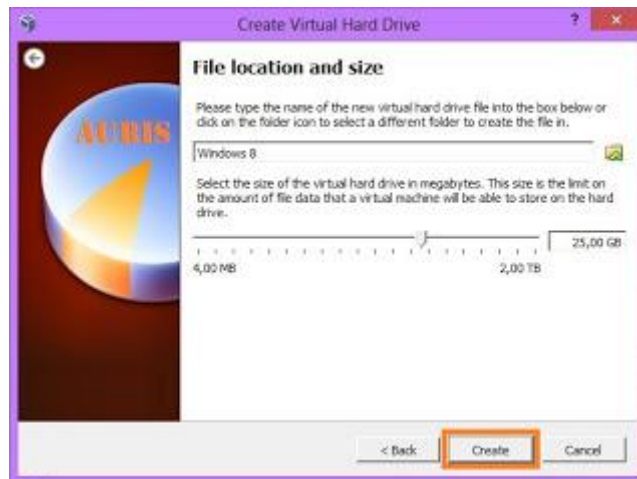 Create Virtual Hard Drive
?
File location and size
AURIS
Please type the name of the new virtual hard drive file into the box below or
click on the folder icon to select a different folder to create the file in.
Windows 8
Select the size of the virtual hard drive in megabytes. This size is the limit on
the amount of file data that a virtual machine will be able to store on the hard
drive.
25,00 GB
4,00 MB 2,00 TB
< Back Create Cancel